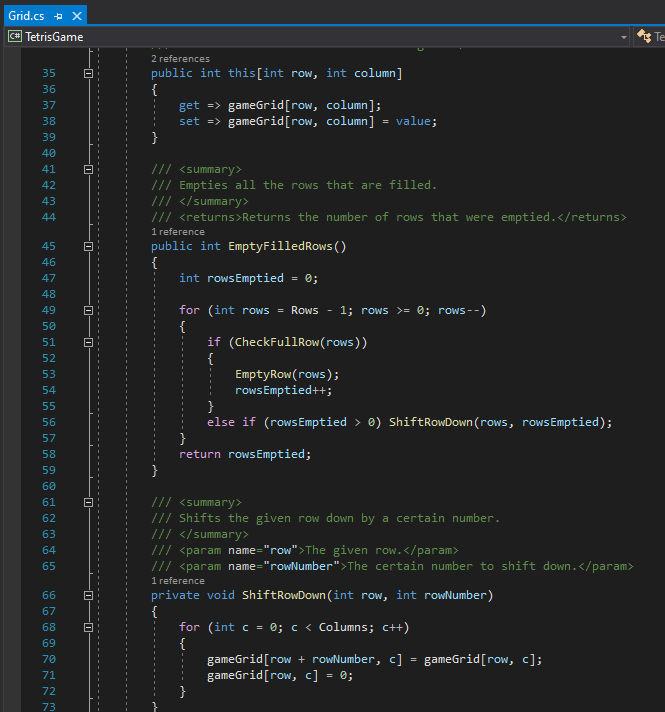 Grid.cs
C# TetrisGame
Te
2 references
35 public int this[int row, int column]
36 {
37 get => gameGrid[row, column];
38 set => gameGrid[row, column] = value;
39 }
40
41 /// <summary>
42 /// Empties all the rows that are filled.
43 /// </summary>
44 /// <returns>Returns the number of rows that were emptied.</returns>
1 reference
45 public int EmptyFilledRows()
46 {
47 int rowsEmptied = 0;
48
49 for (int rows = Rows - 1; rows >= 0; rows--)
50 {
51 if (CheckFullRow(rows))
52 {
53 EmptyRow(rows);
54 rowsEmptied++;
55 }
56 else if (rowsEmptied > 0) ShiftRowDown(rows, rowsEmptied);
57 }
58 return rowsEmptied;
59 }
60
61 /// <summary>
62 /// Shifts the given row down by a certain number.
63 /// </summary>
64 /// <param name="row">The given row.</param>
65 /// <param name="rowNumber">The certain number to shift down.</param>
1 reference
66 private void ShiftRowDown(int row, int rowNumber)
67 {
68 for (int c = 0; c < Columns; c++)
69 {
70 gameGrid[row + rowNumber, c] = gameGrid[row, c];
71 gameGrid[row, c] = 0;
72 }
73 }